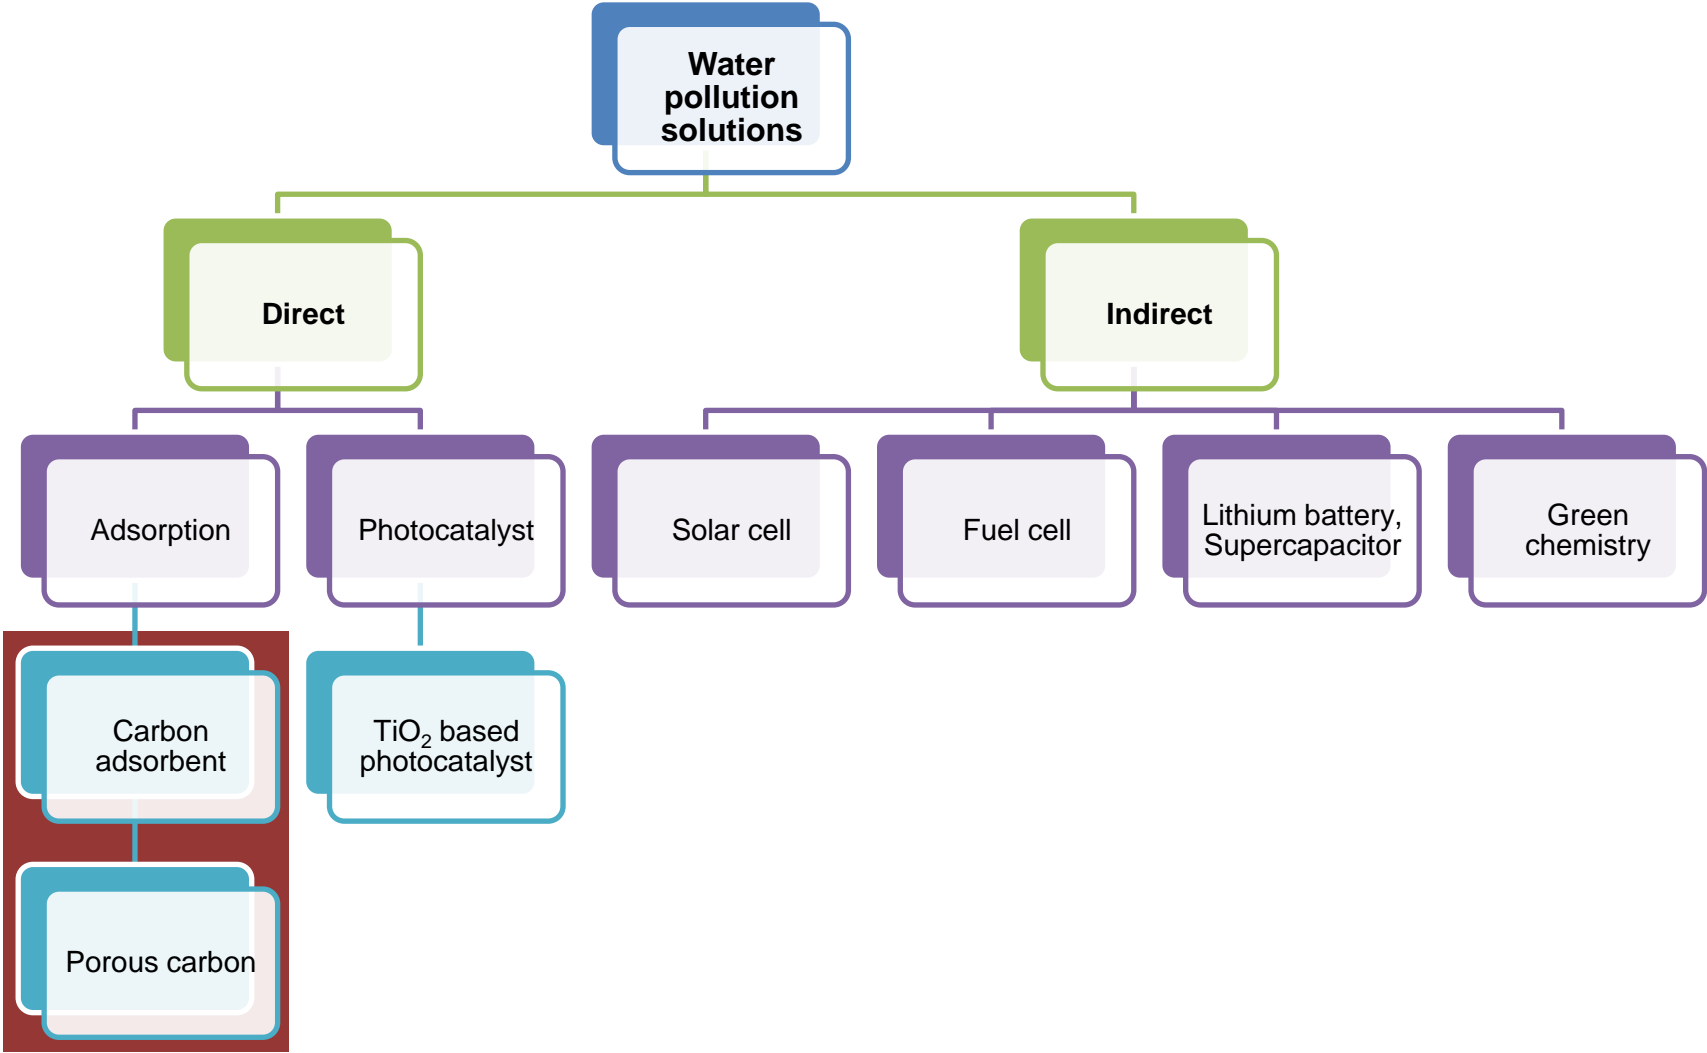 Water
pollution
solutions
Direct
Indirect
Adsorption
Photocatalyst
Solar cell
Fuel cell
Lithium battery,
Supercapacitor
Green
chemistry
Carbon
adsorbent
TiO₂ based
photocatalyst
Porous carbon